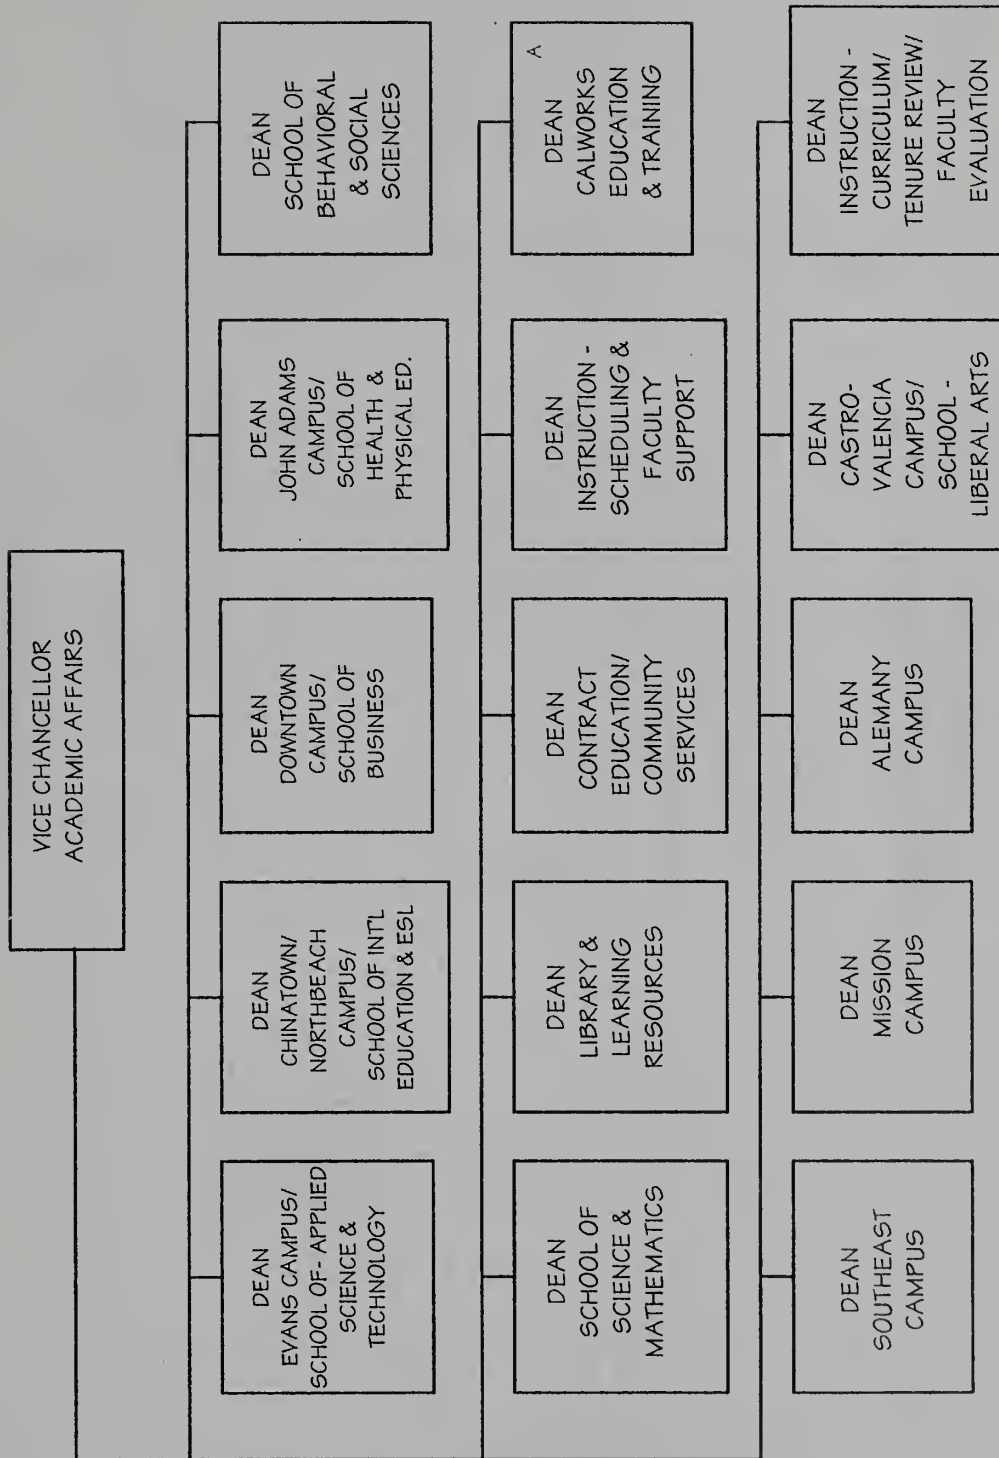 VICE CHANCELLOR
ACADEMIC AFFAIRS
DEAN
EVANS CAMPUS/
SCHOOL OF- APPLIED
SCIENCE &
TECHNOLOGY
DEAN
CHINATOWN/
NORTHBEACH
CAMPUS/
SCHOOL OF INT'L
EDUCATION & ESL
DEAN
DOWNTOWN
CAMPUS/
SCHOOL OF
BUSINESS
DEAN
JOHN ADAMS
CAMPUS/
SCHOOL OF
HEALTH &
PHYSICAL ED.
DEAN
SCHOOL OF
BEHAVIORAL
& SOCIAL
SCIENCES
DEAN
SCHOOL OF
SCIENCE &
MATHEMATICS
DEAN
LIBRARY &
LEARNING
RESOURCES
DEAN
CONTRACT
EDUCATION/
COMMUNITY
SERVICES
DEAN
INSTRUCTION -
SCHEDULING &
FACULTY
SUPPORT
A
DEAN
CALWORKS
EDUCATION
& TRAINING
DEAN
SOUTHEAST
CAMPUS
DEAN
MISSION
CAMPUS
DEAN
ALEMANY
CAMPUS
DEAN
CASTRO-
VALENCIA
CAMPUS/
SCHOOL -
LIBERAL ARTS
DEAN
INSTRUCTION -
CURRICULUM/
TENURE REVIEW/
FACULTY
EVALUATION